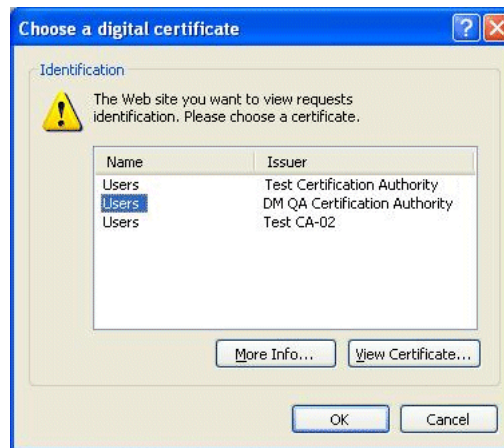 Choose a digital certificate
Identification
The Web site you want to view requests
identification. Please choose a certificate.
Name Issuer
Users Test Certification Authority
Users DM QA Certification Authority
Users Test CA-02
More Info... View Certificate...
OK Cancel